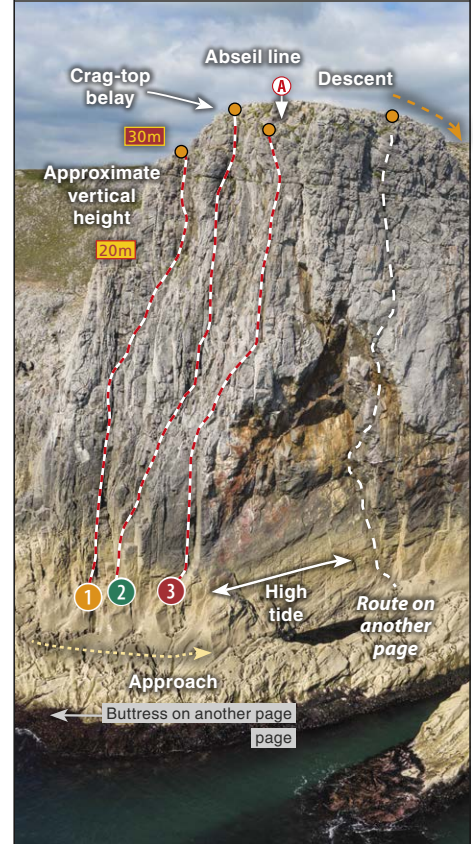 Abseil line
Crag-top
belay
A
Descent
30m
Approximate
vertical
height
20m
1
2
3
High
tide
Route on
another
page
Approach
Buttress on another page
page